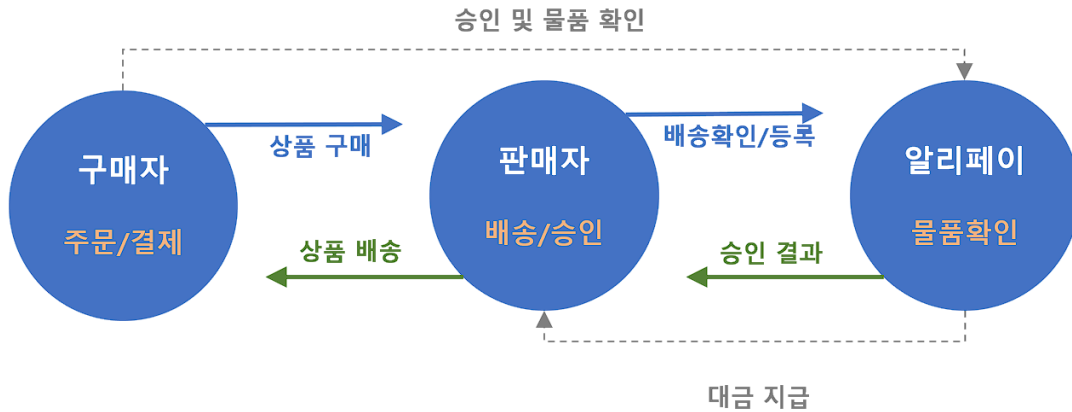 승인 및 물품 확인
구매자
주문/결제
상품 구매
상품 배송
판매자
배송/승인
배송확인/등록
승인 결과
알리페이
물품확인
대금 지급